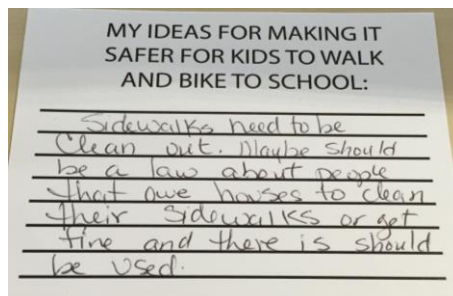 MY IDEAS FOR MAKING IT
SAFER FOR KIDS TO WALK
AND BIKE TO SCHOOL:
Sidewalks need to be
Clean out. Maybe should
be a law about people
that owe houses to clean
their sidewalks or get
fine and there is should
be used.